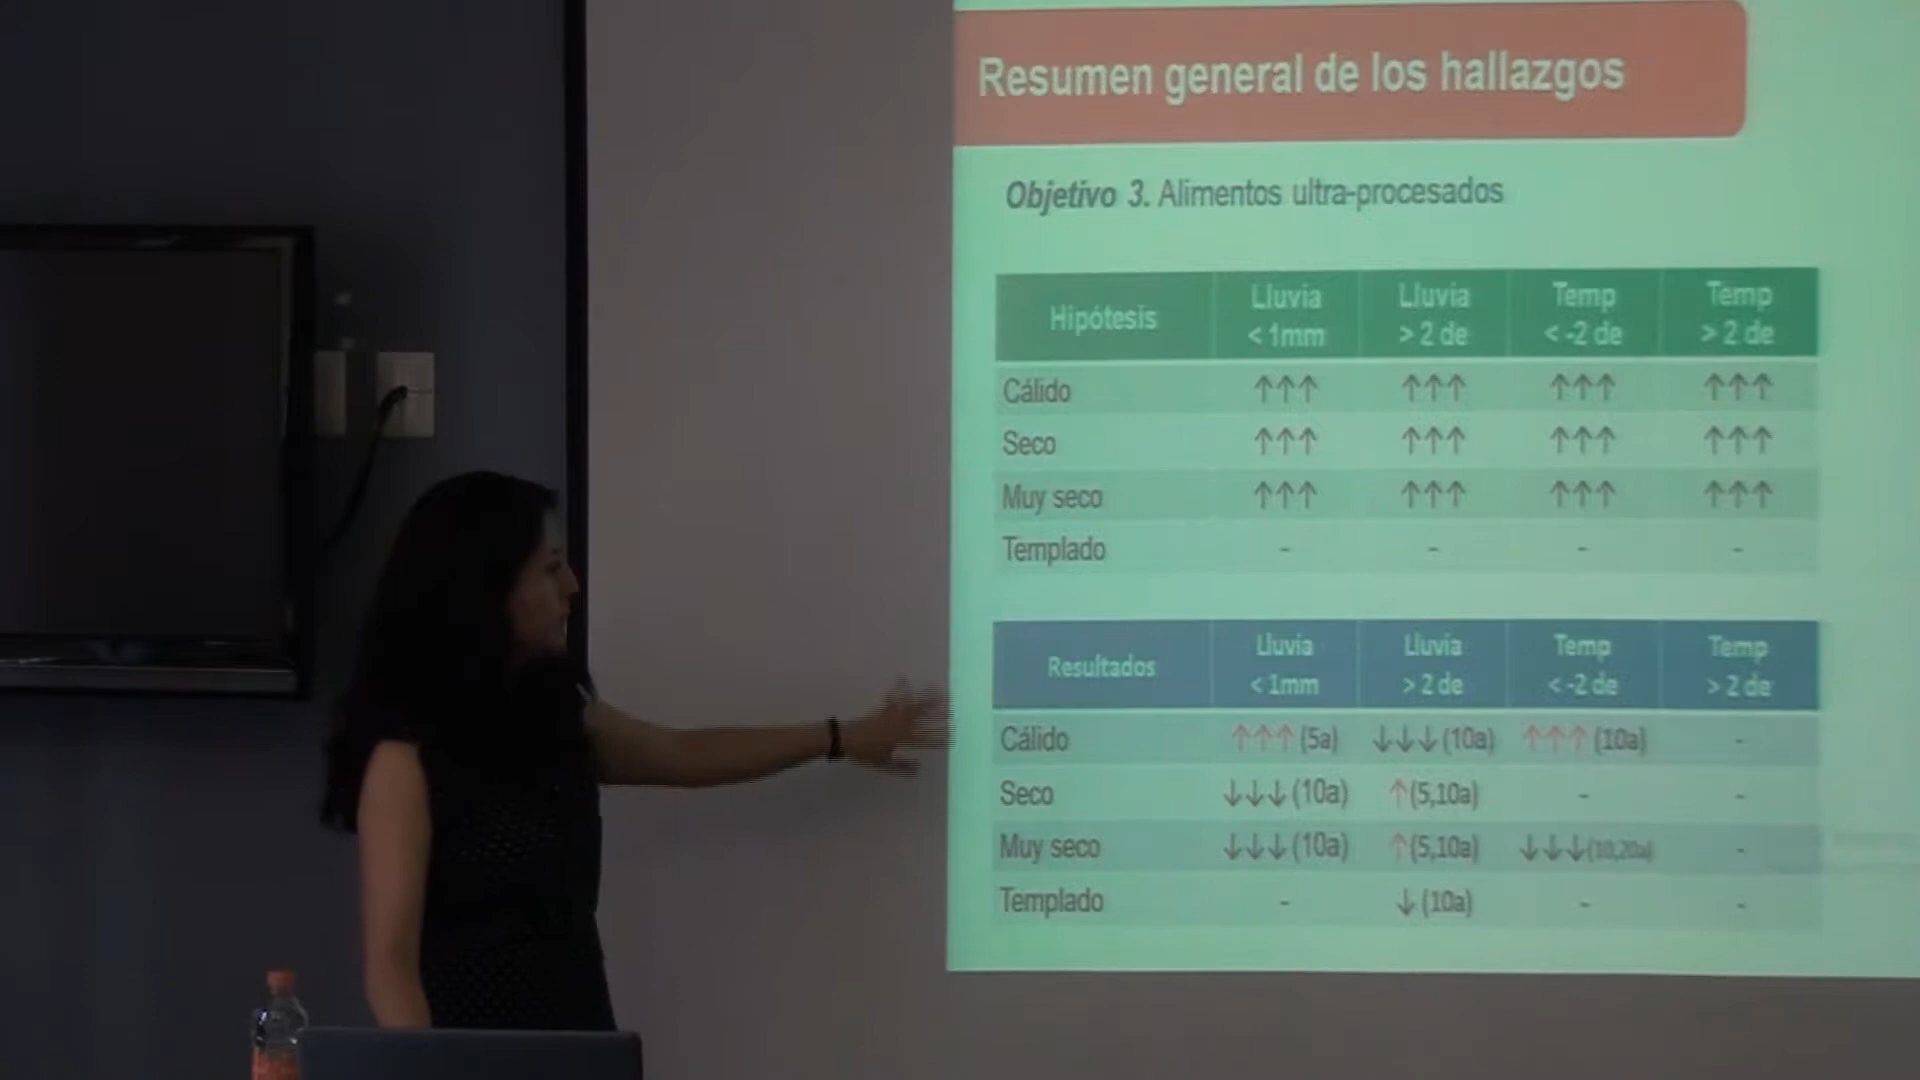 Resumen general de los hallazgos
Objetivo 3. Alimentos ultra-procesados
Hipótesis Lluvia < 1mm Lluvia > 2 de Temp < -2 de Temp > 2 de
Cálido ↑↑↑ ↑↑↑ ↑↑↑ ↑↑↑
Seco ↑↑↑ ↑↑↑ ↑↑↑ ↑↑↑
Muy seco ↑↑↑ ↑↑↑ ↑↑↑ ↑↑↑
Templado - - - -
Resultados Lluvia < 1mm Lluvia > 2 de Temp < -2 de Temp > 2 de
Cálido ↑↑↑ (5a) ↓↓↓ (10a) ↑↑↑ (10a) -
Seco ↓↓↓ (10a) ↑ (5,10a) - -
Muy seco ↓↓↓ (10a) ↑ (5,10a) ↓↓↓ (10,20a) -
Templado - ↓ (10a) - -